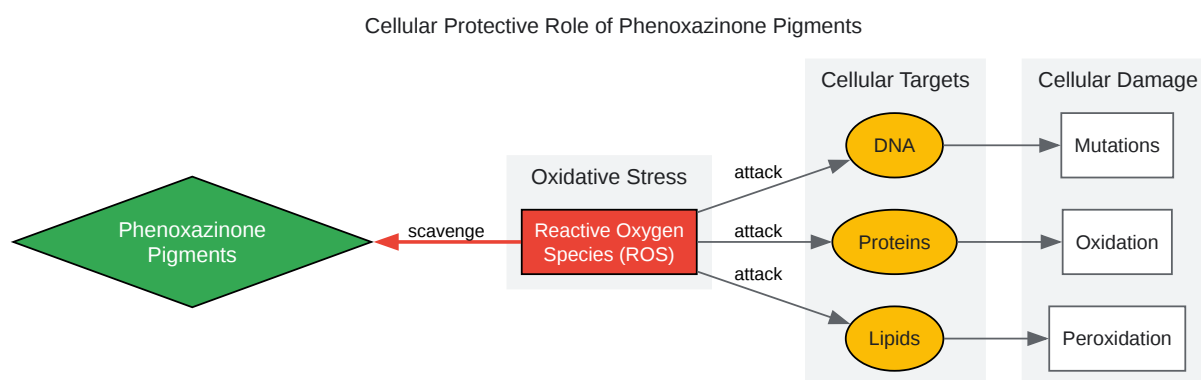 Cellular Protective Role of Phenoxazinone Pigments
Phenoxazinone
Pigments
scavenge
Oxidative Stress
Reactive Oxygen
Species (ROS)
attack
attack
attack
Cellular Targets
DNA
Proteins
Lipids
Cellular Damage
Mutations
Oxidation
Peroxidation